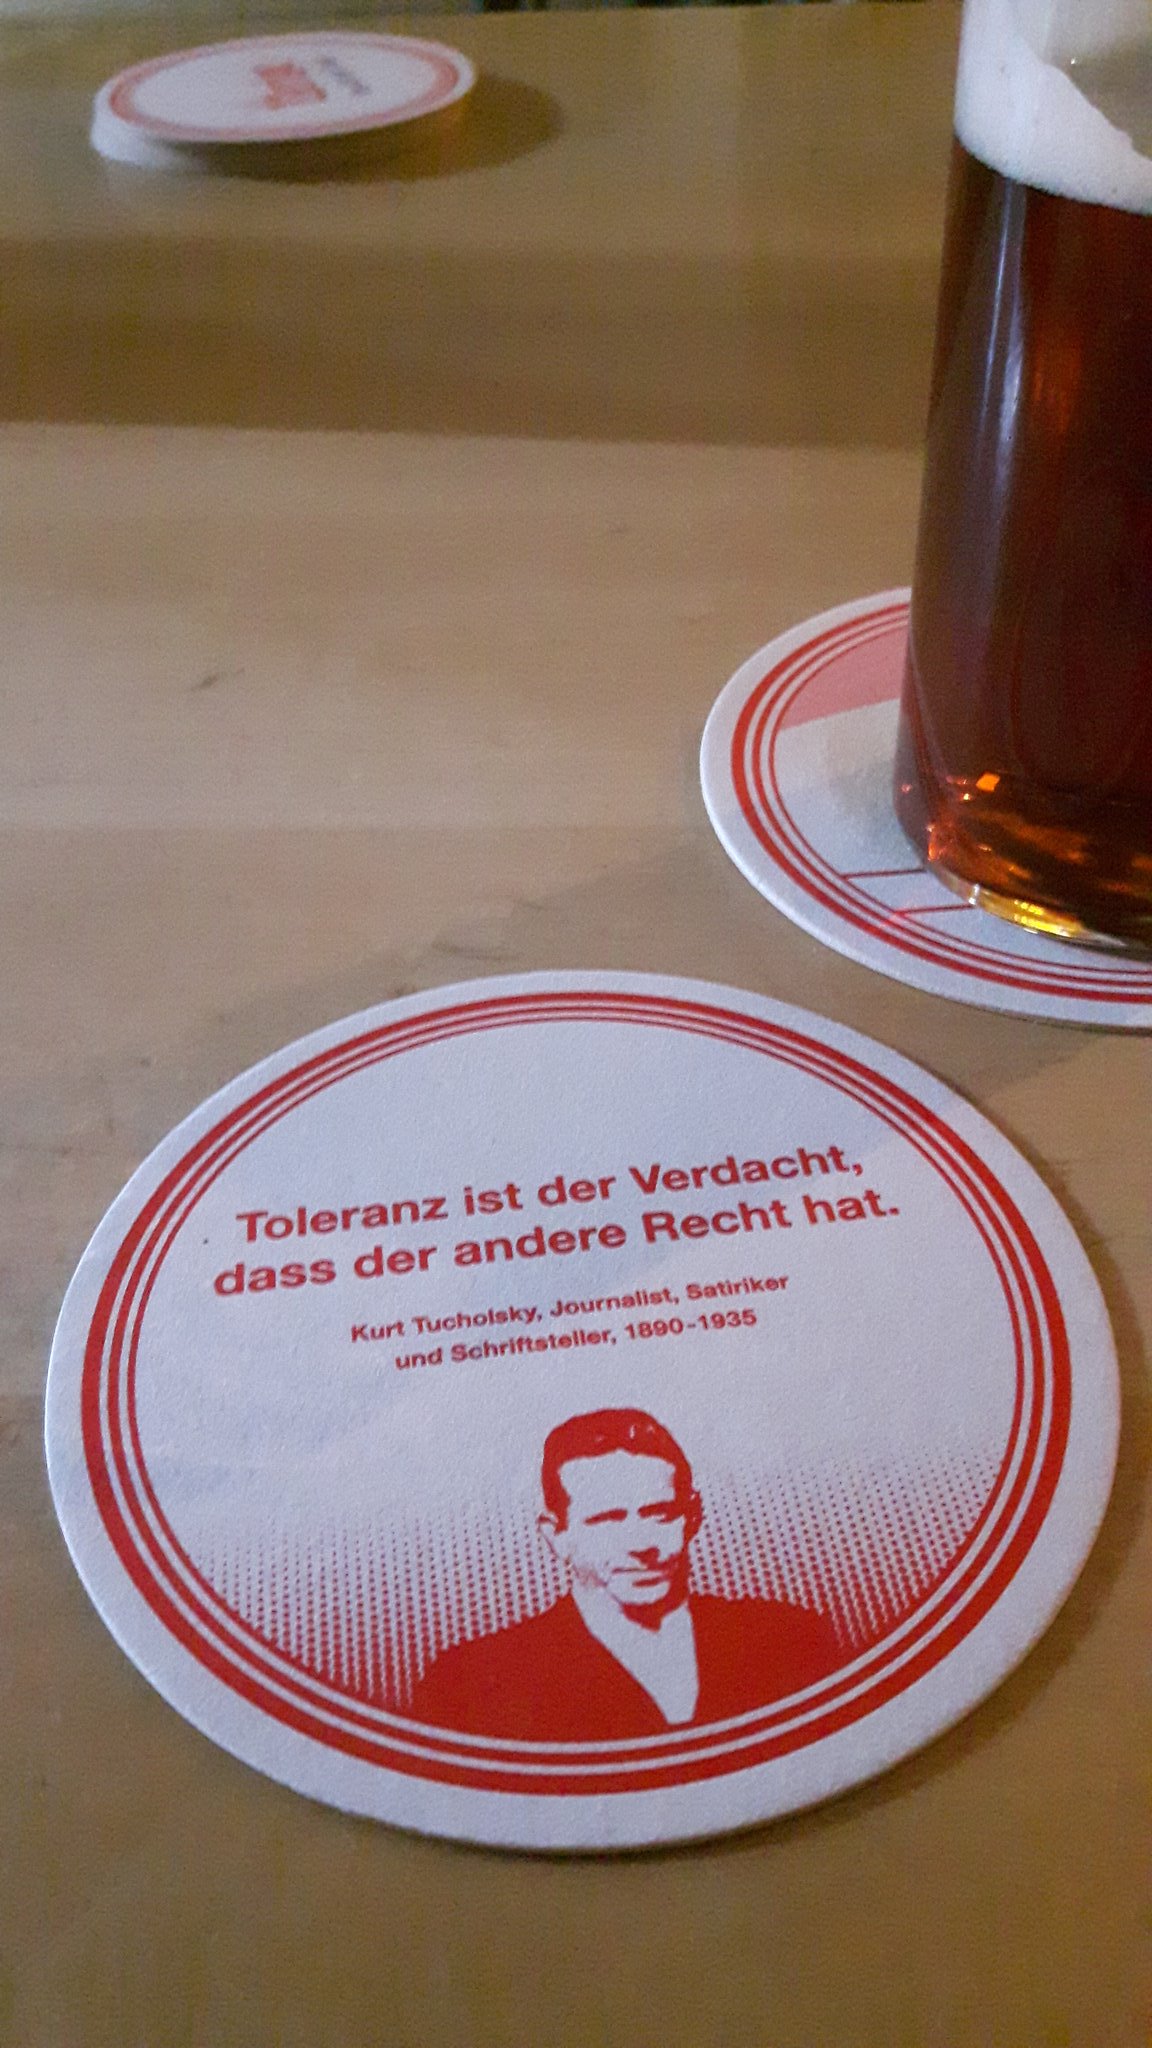 Toleranz ist der Verdacht,
dass der andere Recht hat.
Kurt Tucholsky, Journalist, Satiriker
und Schriftsteller, 1890-1935